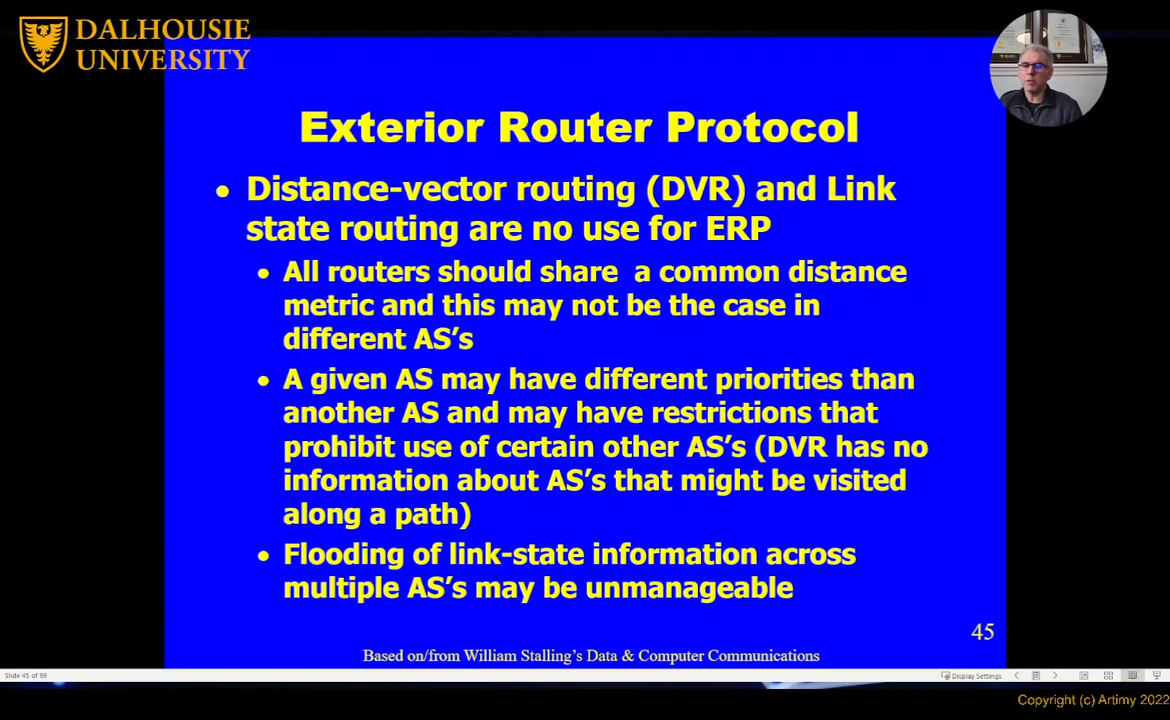 DALHOUSIE
UNIVERSITY
Exterior Router Protocol
• Distance-vector routing (DVR) and Link
state routing are no use for ERP
• All routers should share a common distance
metric and this may not be the case in
different AS's
• A given AS may have different priorities than
another AS and may have restrictions that
prohibit use of certain other AS's (DVR has no
information about AS's that might be visited
along a path)
• Flooding of link-state information across
multiple AS's may be unmanageable
45
Based on/from William Stalling's Data & Computer Communications
Slide 45 of 69
Display Settings
Copyright (c) Artimy 2022